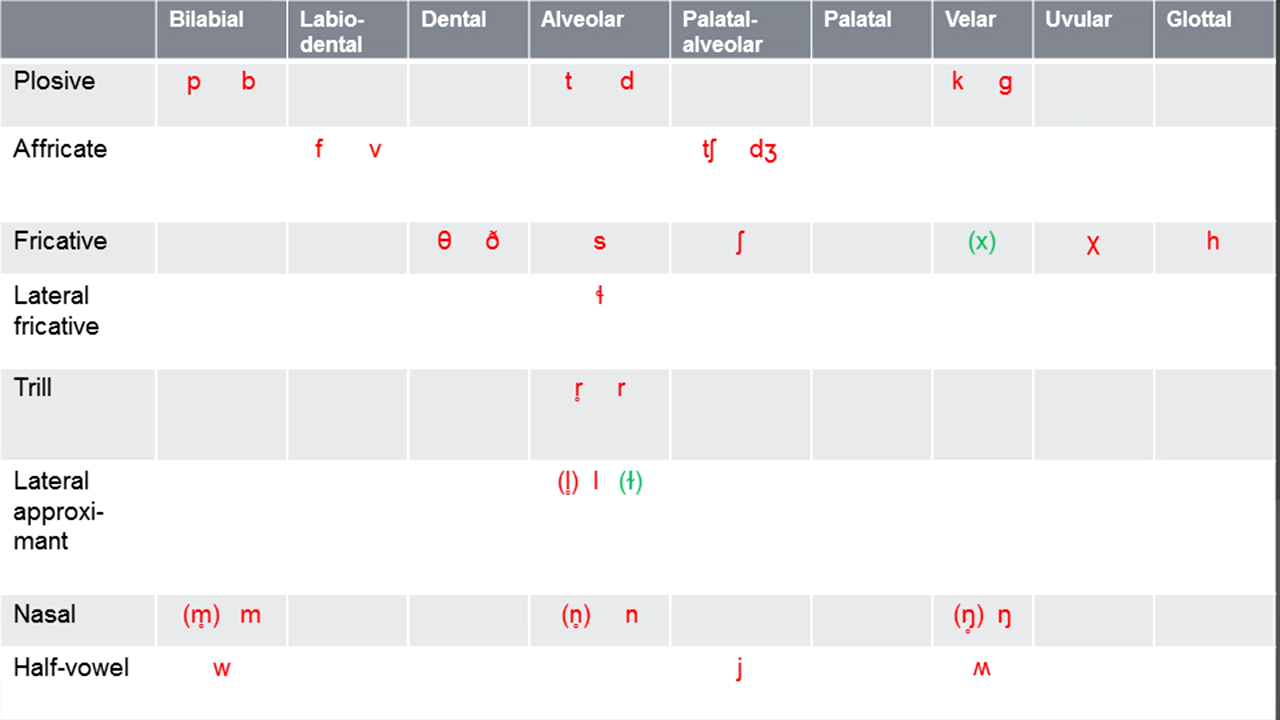 Bilabial Labio-dental Dental Alveolar Palatal-alveolar Palatal Velar Uvular Glottal
Plosive p b t d k g
Affricate f v tʃ dʒ
Fricative θ ð s ʃ (x) χ h
Lateral fricative ɬ
Trill r̥ r
Lateral approxi-mant (l̥) l (ɫ)
Nasal (m̥) m (n̥) n (ŋ̥) ŋ
Half-vowel w j ʍ